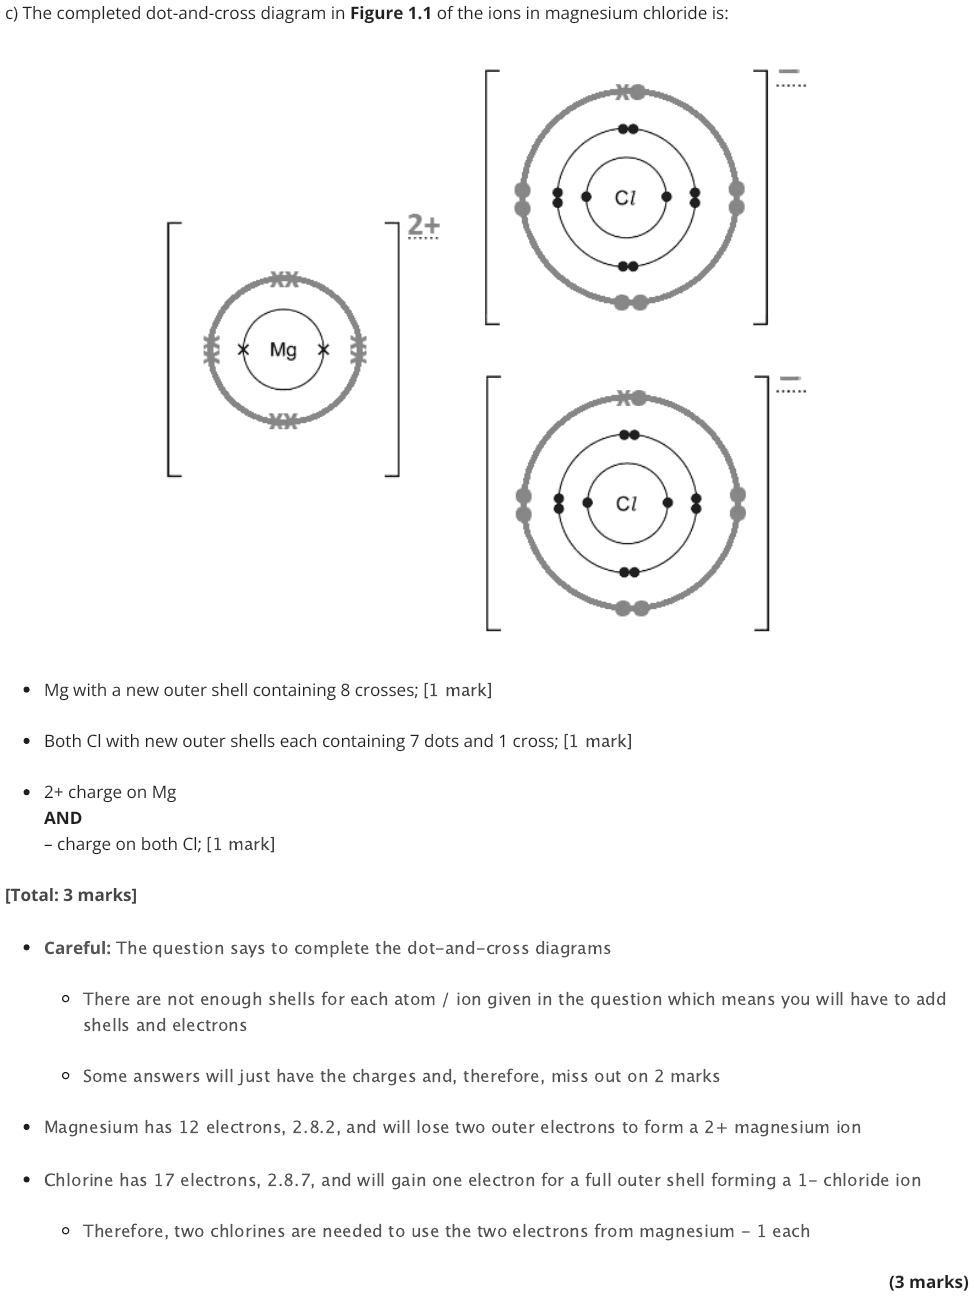 c) The completed dot-and-cross diagram in Figure 1.1 of the ions in magnesium chloride is:
–
Cl
2+
Mg
–
Cl
• Mg with a new outer shell containing 8 crosses; [1 mark]
• Both Cl with new outer shells each containing 7 dots and 1 cross; [1 mark]
• 2+ charge on Mg
AND
– charge on both Cl; [1 mark]
[Total: 3 marks]
• Careful: The question says to complete the dot-and-cross diagrams
○ There are not enough shells for each atom / ion given in the question which means you will have to add
shells and electrons
○ Some answers will just have the charges and, therefore, miss out on 2 marks
• Magnesium has 12 electrons, 2.8.2, and will lose two outer electrons to form a 2+ magnesium ion
• Chlorine has 17 electrons, 2.8.7, and will gain one electron for a full outer shell forming a 1– chloride ion
○ Therefore, two chlorines are needed to use the two electrons from magnesium – 1 each
(3 marks)